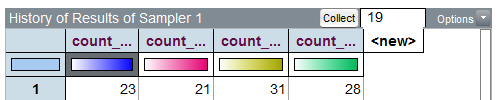 History of Results of Sampler 1 Collect 19 Options
count_... count_... count_... count_... <new>
1 23 21 31 28